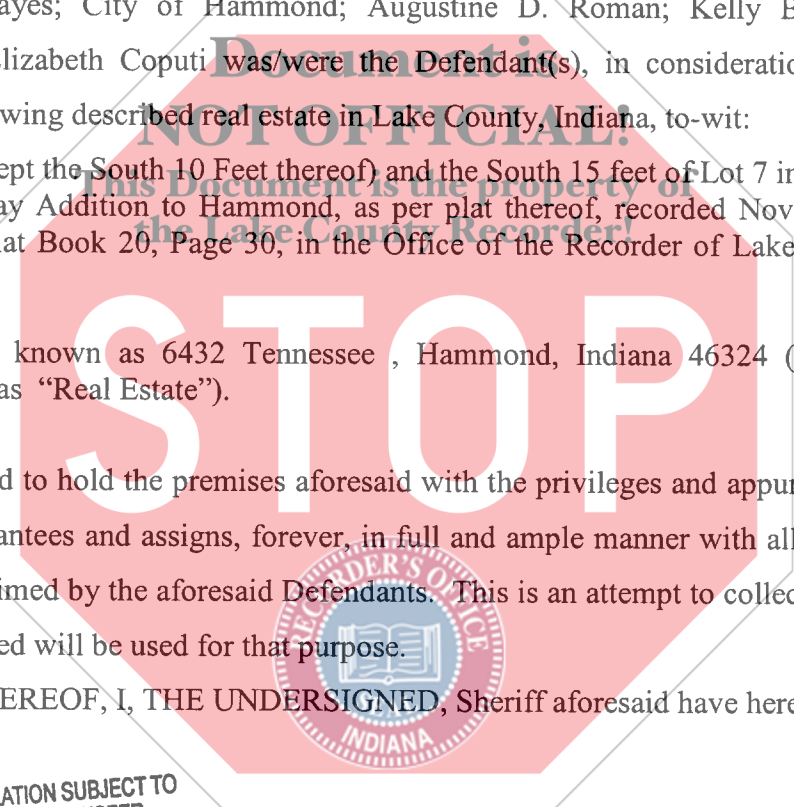 ayes; City of Hammond; Augustine D. Roman; Kelly B
Elizabeth Coputi was/were the Defendant(s), in consideratio
Document is
wing described real estate in Lake County, Indiana, to-wit:
NOT OFFICIAL!
ept the South 10 Feet thereof) and the South 15 feet of Lot 7 in
This Document is the property of
ay Addition to Hammond, as per plat thereof, recorded Nov
the Lake County Recorder!
lat Book 20, Page 30, in the Office of the Recorder of Lake
STOP
known as 6432 Tennessee , Hammond, Indiana 46324 (
as “Real Estate”).
d to hold the premises aforesaid with the privileges and appu
antees and assigns, forever, in full and ample manner with all
imed by the aforesaid Defendants. This is an attempt to collec
ed will be used for that purpose.
RECORDER'S OFFICE
INDIANA
EREOF, I, THE UNDERSIGNED, Sheriff aforesaid have here
ATION SUBJECT TO